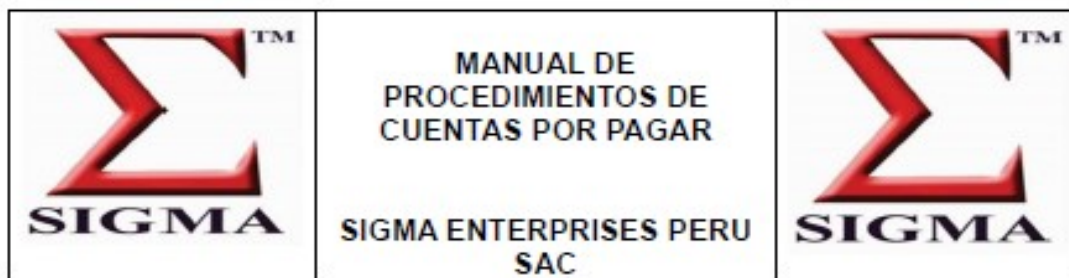 TM
SIGMA
MANUAL DE
PROCEDIMIENTOS DE
CUENTAS POR PAGAR
SIGMA ENTERPRISES PERU
SAC
TM
SIGMA